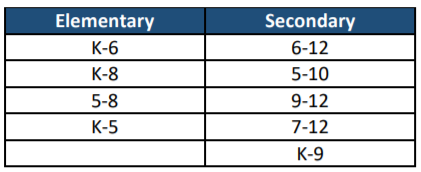 Elementary Secondary
K-6 6-12
K-8 5-10
5-8 9-12
K-5 7-12
K-9